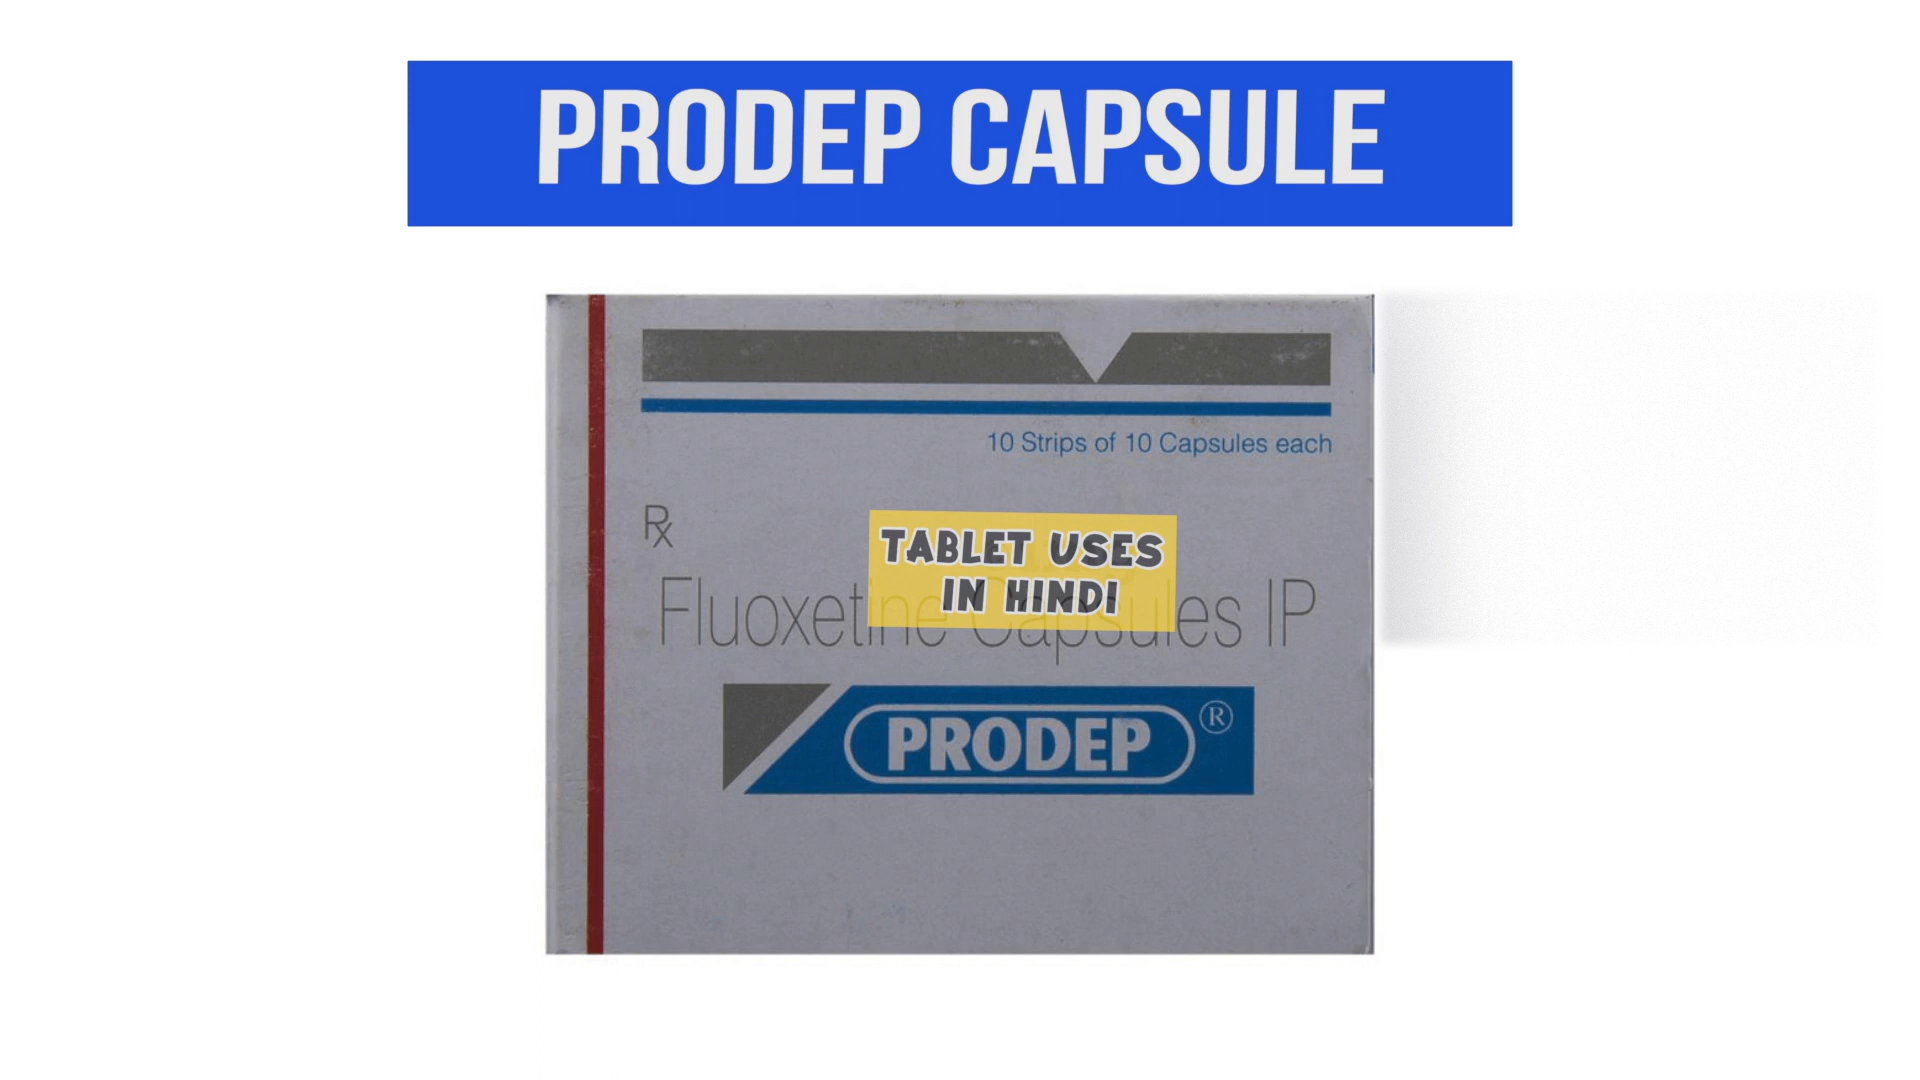 PRODEP CAPSULE
10 Strips of 10 Capsules each
Rx
TABLET USES
IN HINDI
Fluoxetine Capsules IP
PRODEP®